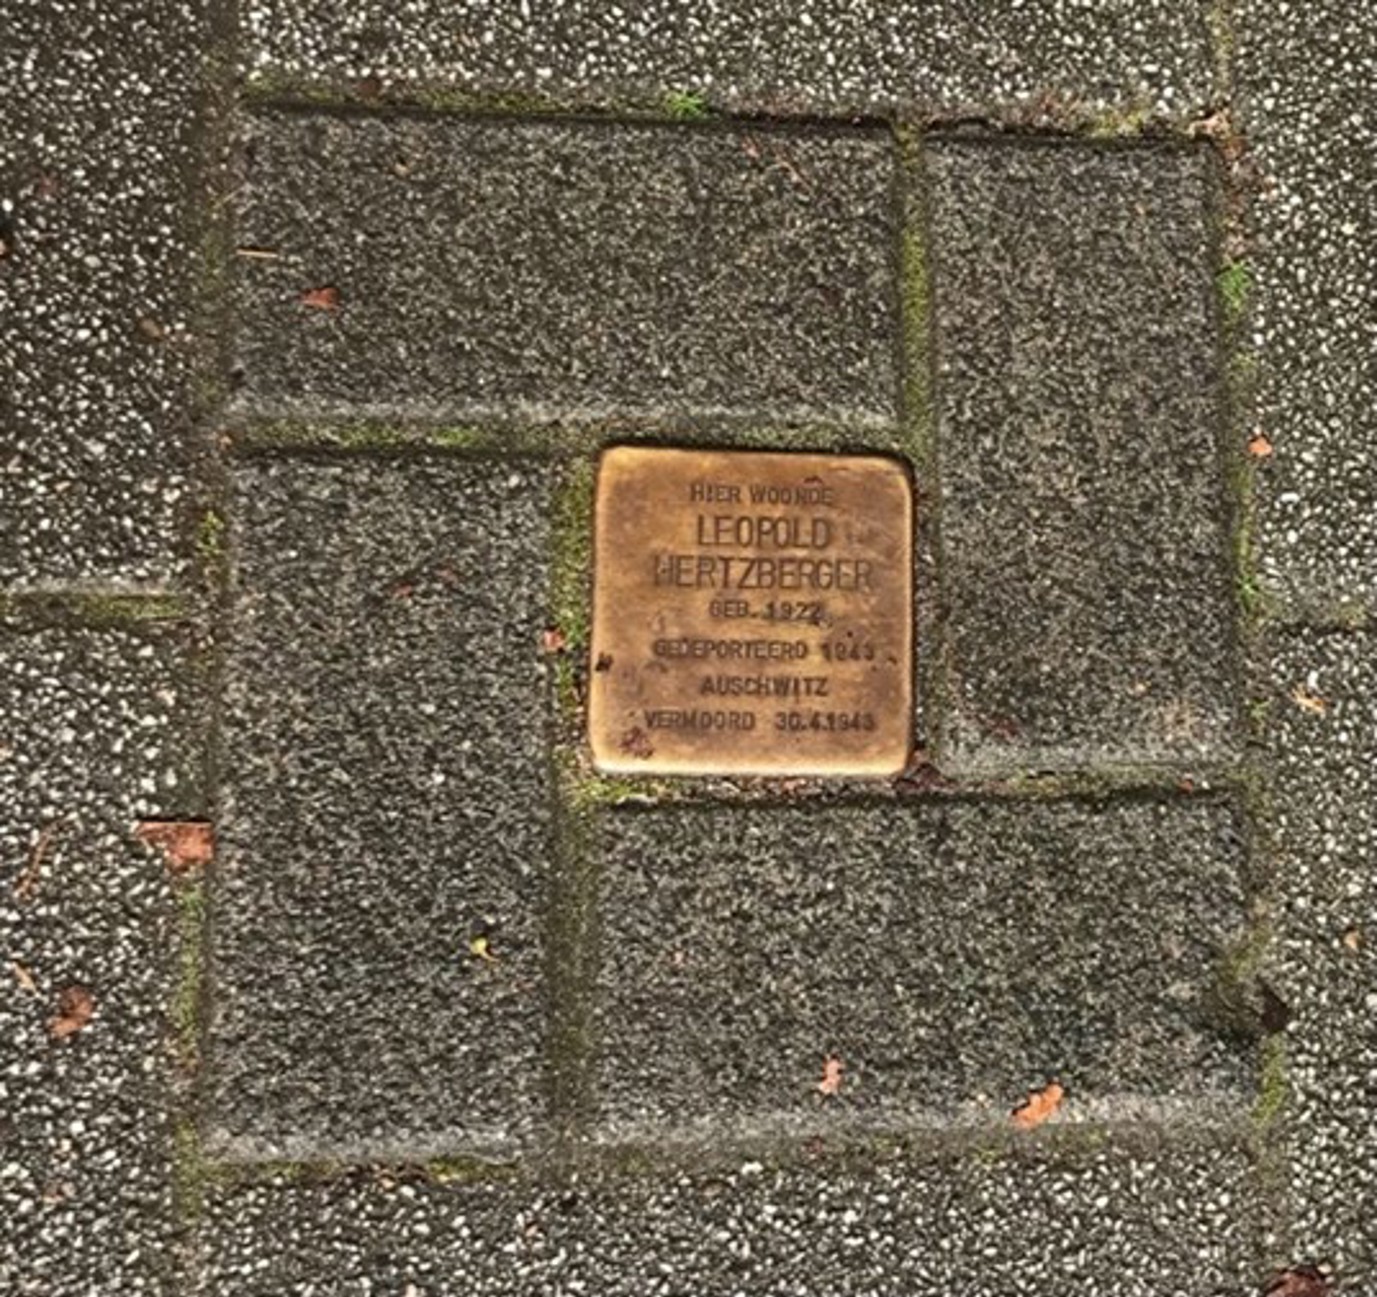 HIER WOONDE
LEOPOLD
HERTZBERGER
GEB. 1922
GEDEPORTEERD 1943
AUSCHWITZ
VERMOORD 30.4.1943